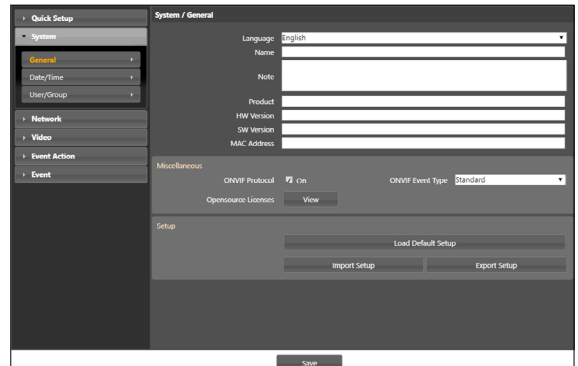 Quick Setup
System
General
Date/Time
User/Group
Network
Video
Event Action
Event
System / General
Language English
Name
Note
Product
HW Version
SW Version
MAC Address
Miscellaneous
ONVIF Protocol On ONVIF Event Type Standard
Opensource Licenses View
Setup
Load Default Setup
Import Setup Export Setup
Save